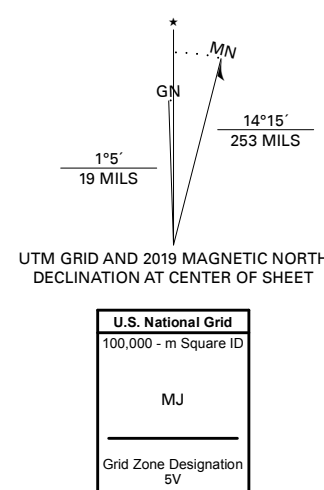 ★
MN
GN
1°5´
19 MILS
14°15´
253 MILS
UTM GRID AND 2019 MAGNETIC NORTH
DECLINATION AT CENTER OF SHEET
U.S. National Grid
100,000 - m Square ID
MJ
Grid Zone Designation
5V